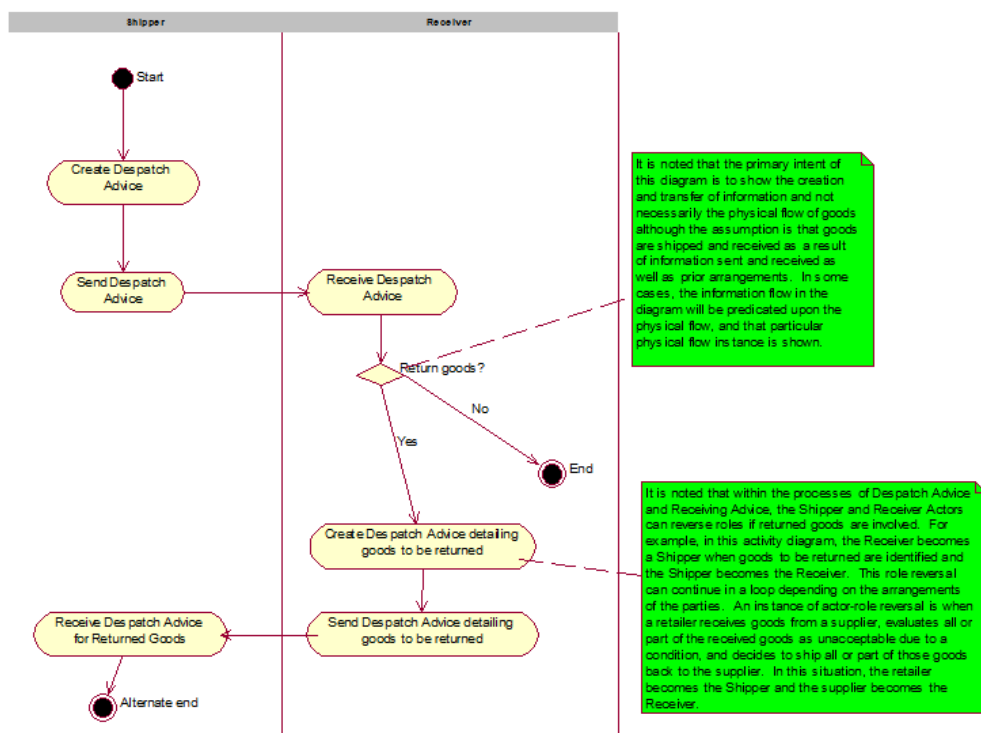 Shipper
Receiver
Start
Create Despatch
Advice
Send Despatch
Advice
Receive Despatch
Advice
It is noted that the primary intent of
this diagram is to show the creation
and transfer of information and not
necessarily the physical flow of goods
although the assumption is that goods
are shipped and received as a result
of information sent and received as
well as prior arrangements. In some
cases, the information flow in the
diagram will be predicated upon the
physical flow, and that particular
physical flow instance is shown.
Return goods?
No
Yes
End
Create Despatch Advice detailing
goods to be returned
It is noted that within the processes of Despatch Advice
and Receiving Advice, the Shipper and Receiver Actors
can reverse roles if returned goods are involved. For
example, in this activity diagram, the Receiver becomes
a Shipper when goods to be returned are identified and
the Shipper becomes the Receiver. This role reversal
can continue in a loop depending on the arrangements
of the parties. An instance of actor-role reversal is when
a retailer receives goods from a supplier, evaluates all or
part of the received goods as unacceptable due to a
condition, and decides to ship all or part of those goods
back to the supplier. In this situation, the retailer
becomes the Shipper and the supplier becomes the
Receiver.
Send Despatch Advice detailing
goods to be returned
Receive Despatch Advice
for Returned Goods
Alternate end